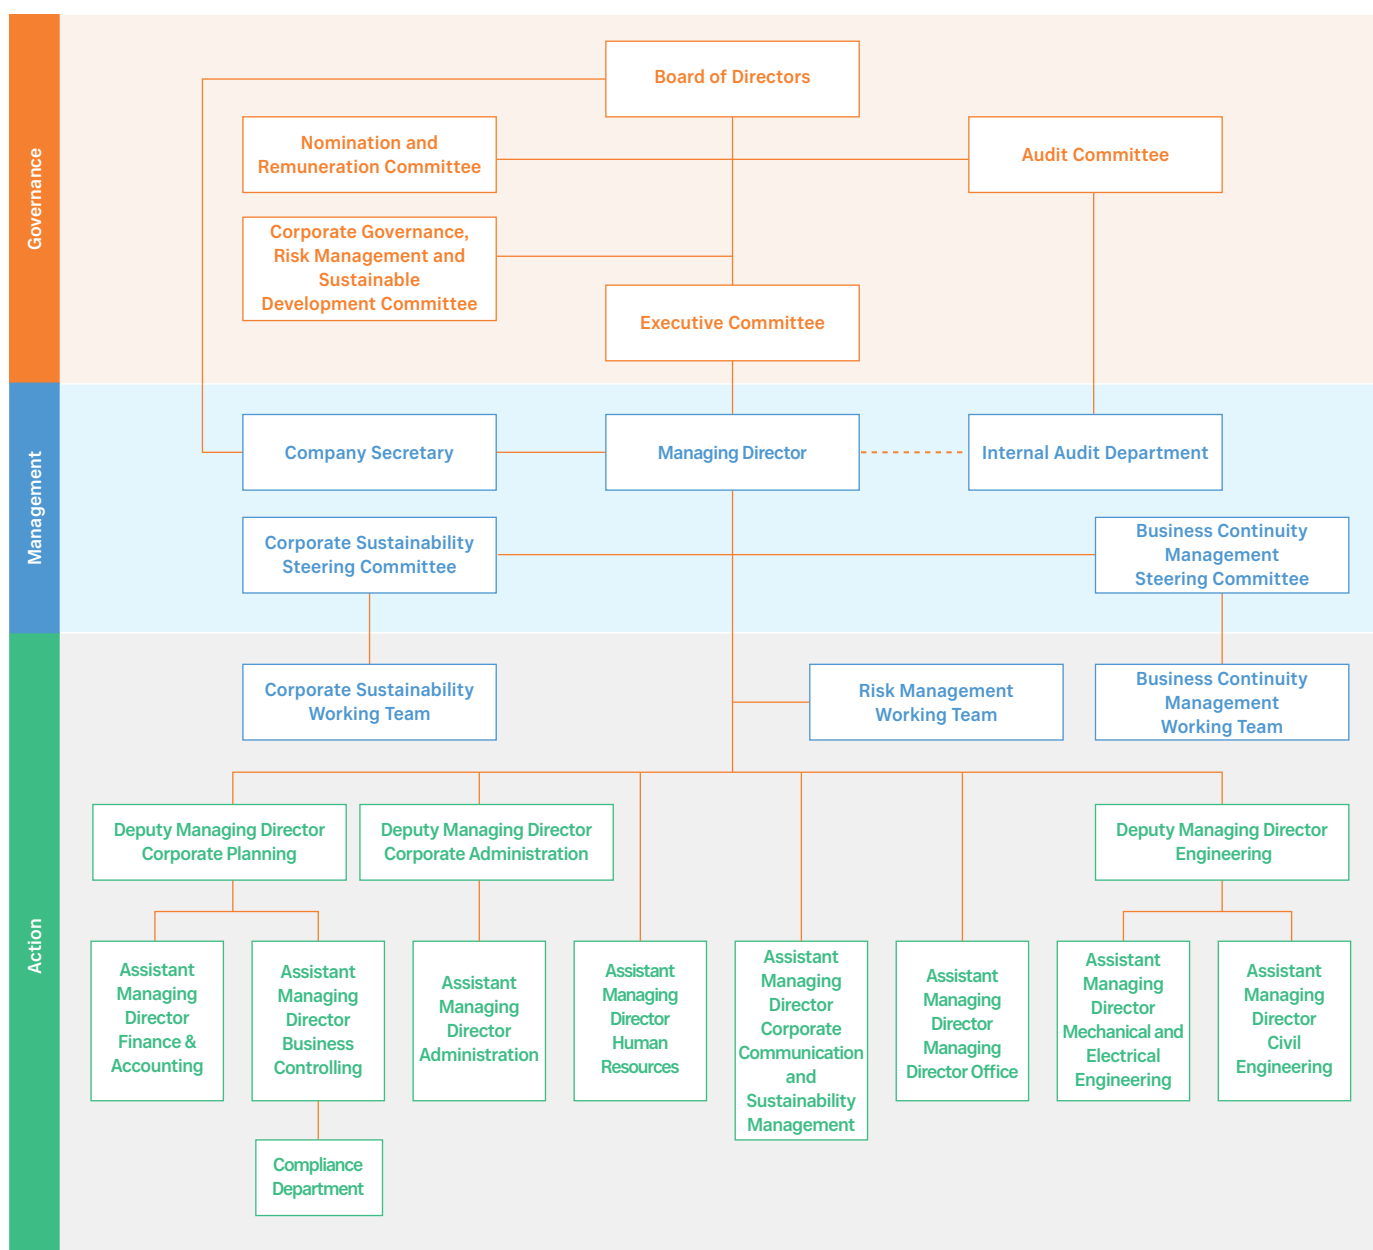 Governance
Board of Directors
Nomination and
Remuneration Committee
Audit Committee
Corporate Governance,
Risk Management and
Sustainable
Development Committee
Executive Committee
Management
Company Secretary
Managing Director
Internal Audit Department
Corporate Sustainability
Steering Committee
Business Continuity
Management
Steering Committee
Action
Corporate Sustainability
Working Team
Risk Management
Working Team
Business Continuity
Management
Working Team
Deputy Managing Director
Corporate Planning
Deputy Managing Director
Corporate Administration
Deputy Managing Director
Engineering
Assistant
Managing
Director
Finance &
Accounting
Assistant
Managing
Director
Business
Controlling
Assistant
Managing
Director
Administration
Assistant
Managing
Director
Human
Resources
Assistant
Managing
Director
Corporate
Communication
and
Sustainability
Management
Assistant
Managing
Director
Managing
Director Office
Assistant
Managing
Director
Mechanical and
Electrical
Engineering
Assistant
Managing
Director
Civil
Engineering
Compliance
Department